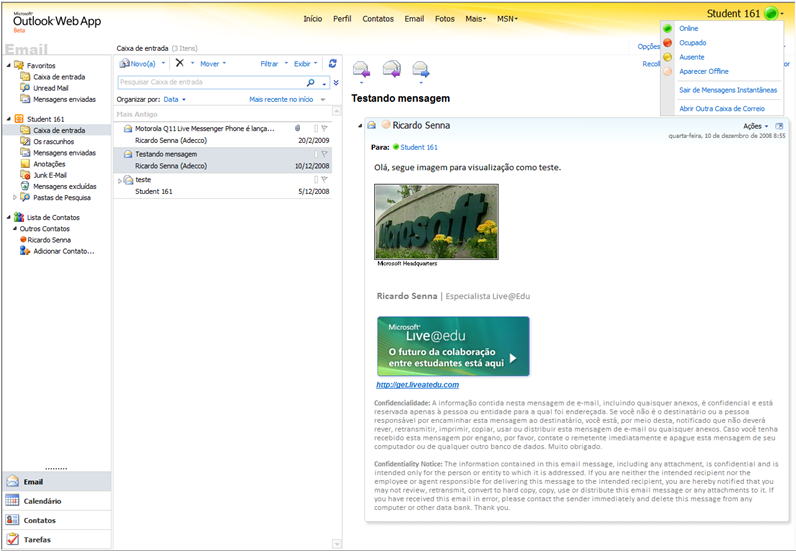 Microsoft®
Outlook Web App
Beta
Início Perfil Contatos Email Fotos Mais MSN
Student 161
Email
Caixa de entrada (3 Itens)
Opções
Recol
Online
Ocupado
Ausente
Aparecer Offline
Sair de Mensagens Instantâneas
Abrir Outra Caixa de Correio
Favoritos
Caixa de entrada
Unread Mail
Mensagens enviadas
Student 161
Caixa de entrada
Os rascunhos
Mensagens enviadas
Anotações
Junk E-Mail
Mensagens excluídas
Pastas de Pesquisa
Lista de Contatos
Outros Contatos
Ricardo Senna
Adicionar Contato...
Email
Calendário
Contatos
Tarefas
Novo(a) Mover Filtrar Exibir
Pesquisar Caixa de entrada
Organizar por: Data Mais recente no início
Mais Antigo
Motorola Q11 Live Messenger Phone é lança...
Ricardo Senna (Adecco) 20/2/2009
Testando mensagem
Ricardo Senna (Adecco) 10/12/2008
teste
Student 161 5/12/2008
Testando mensagem
Ricardo Senna
Ações
quarta-feira, 10 de dezembro de 2008 8:55
Para: Student 161
Olá, segue imagem para visualização como teste.
Microsoft
Microsoft Headquarters
Ricardo Senna | Especialista Live@Edu
Microsoft®
Live@edu
O futuro da colaboração
entre estudantes está aqui
http://get.liveatedu.com
Confidencialidade: A informação contida nesta mensagem de e-mail, incluindo quaisquer anexos, é confidencial e está
reservada apenas à pessoa ou entidade para a qual foi endereçada. Se você não é o destinatário ou a pessoa
responsável por encaminhar esta mensagem ao destinatário, você está, por meio desta, notificado que não deverá
rever, retransmitir, imprimir, copiar, usar ou distribuir esta mensagem de e-mail ou quaisquer anexos. Caso você tenha
recebido esta mensagem por engano, por favor, contate o remetente imediatamente e apague esta mensagem de seu
computador ou de qualquer outro banco de dados. Muito obrigado.
Confidentiality Notice: The information contained in this email message, including any attachment, is confidential and is
intended only for the person or entity to which it is addressed. If you are neither the intended recipient nor the
employee or agent responsible for delivering this message to the intended recipient, you are hereby notified that you
may not review, retransmit, convert to hard copy, copy, use or distribute this email message or any attachments to it. If
you have received this email in error, please contact the sender immediately and delete this message from any
computer or other data bank. Thank you.